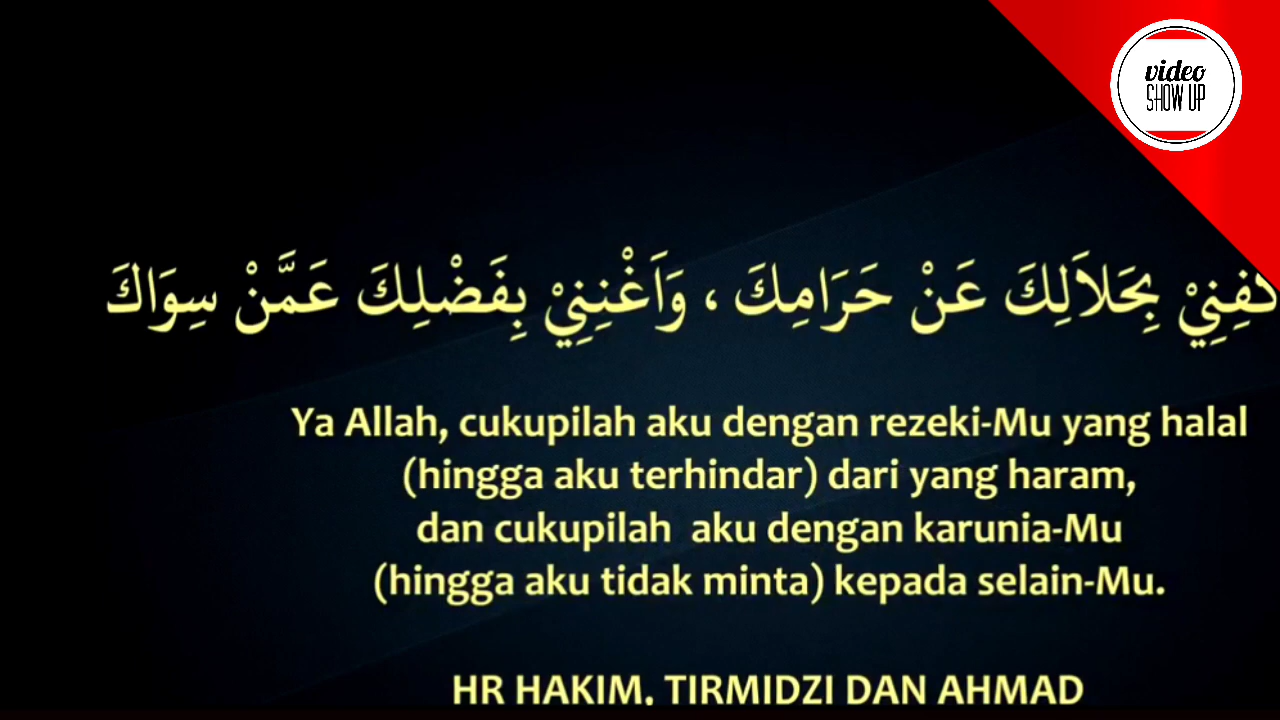 video
SHOW UP
كْفِنِيْ بِحَلاَلِكَ عَنْ حَرَامِكَ ، وَاَغْنِنِيْ بِفَضْلِكَ عَمَّنْ سِوَاكَ
Ya Allah, cukupilah aku dengan rezeki-Mu yang halal
(hingga aku terhindar) dari yang haram,
dan cukupilah aku dengan karunia-Mu
(hingga aku tidak minta) kepada selain-Mu.
HR HAKIM. TIRMIDZI DAN AHMAD